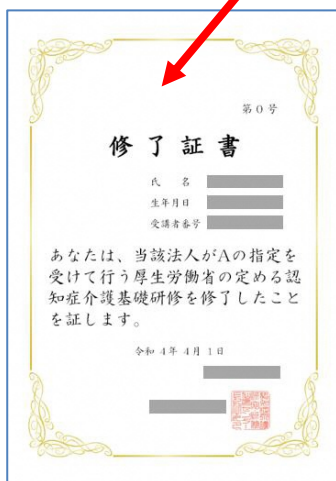 第0号
修了証書
氏 名
生年月日
受講者番号
あなたは、当該法人がAの指定を
受けて行う厚生労働省の定める認
知症介護基礎研修を修了したこと
を証します。
令和 4年 4月 1日